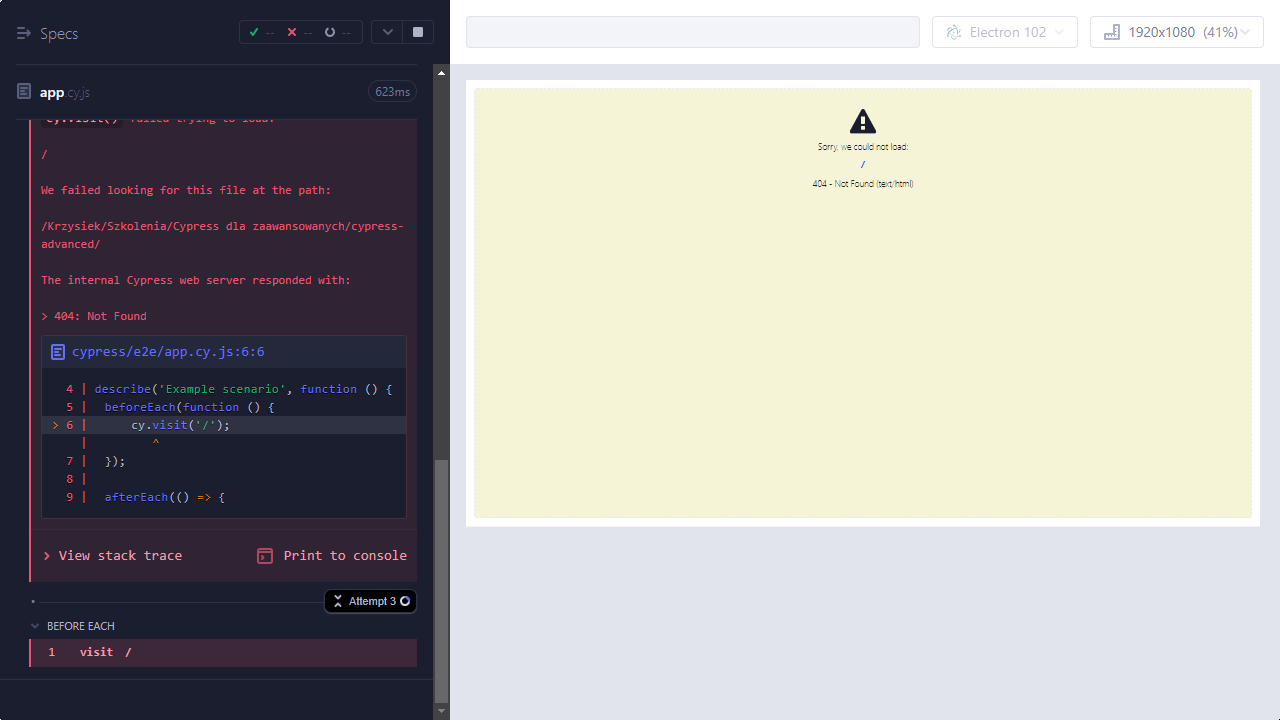 Specs
--
--
--
Electron 102
1920x1080 (41%)
app.cy.js
623ms
cy.visit() failed trying to load:
/
We failed looking for this file at the path:
/Krzysiek/Szkolenia/Cypress dla zaawansowanych/cypress-
advanced/
The internal Cypress web server responded with:
> 404: Not Found
cypress/e2e/app.cy.js:6:6
4 | describe('Example scenario', function () {
5 | beforeEach(function () {
> 6 | cy.visit('/');
| ^
7 | });
8 |
9 | afterEach(() => {
View stack trace
Print to console
Attempt 3
BEFORE EACH
1 visit /
Sorry, we could not load:
/
404 - Not Found (text/html)